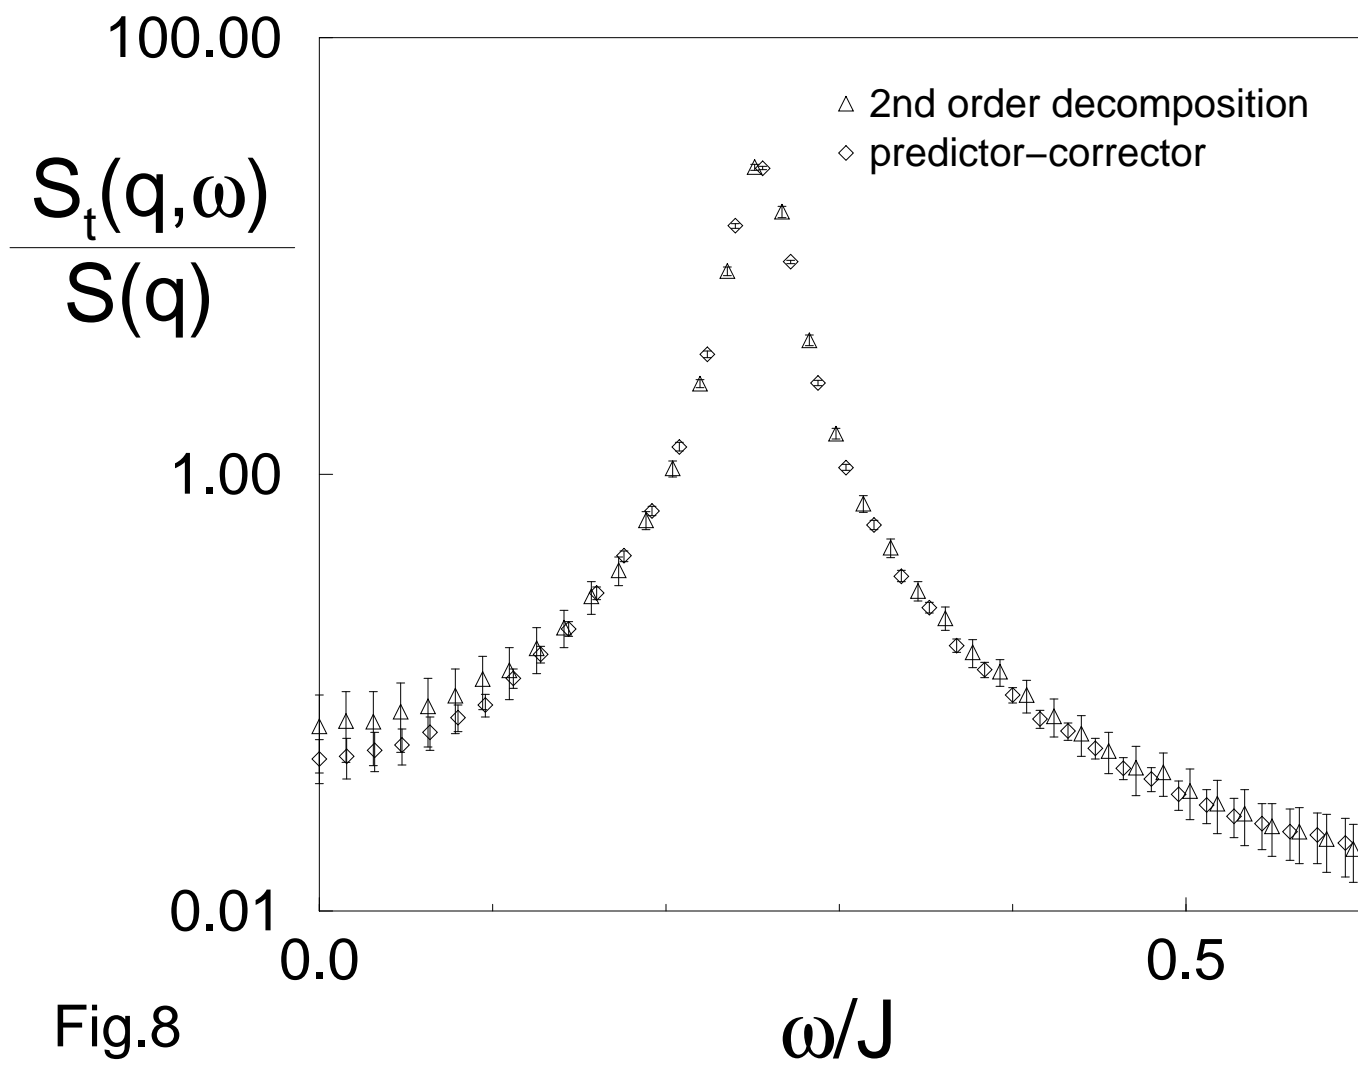 100.00
2nd order decomposition
predictor−corrector
S_t(q,ω)
S(q)
1.00
0.01
0.0
0.5
Fig.8
ω/J